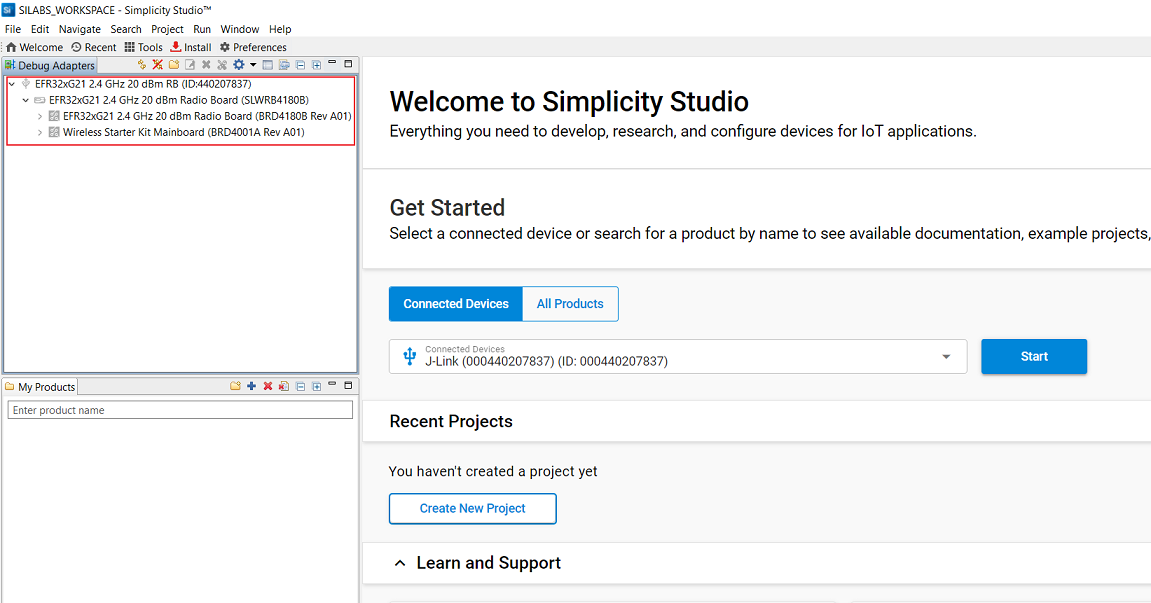 SILABS_WORKSPACE - Simplicity Studio™
File Edit Navigate Search Project Run Window Help
Welcome Recent Tools Install Preferences
Debug Adapters
EFR32xG21 2.4 GHz 20 dBm RB (ID:440207837)
EFR32xG21 2.4 GHz 20 dBm Radio Board (SLWRB4180B)
EFR32xG21 2.4 GHz 20 dBm Radio Board (BRD4180B Rev A01)
Wireless Starter Kit Mainboard (BRD4001A Rev A01)
My Products
Enter product name
Welcome to Simplicity Studio
Everything you need to develop, research, and configure devices for IoT applications.
Get Started
Select a connected device or search for a product by name to see available documentation, example projects,
Connected Devices All Products
Connected Devices
J-Link (000440207837) (ID: 000440207837)
Start
Recent Projects
You haven't created a project yet
Create New Project
Learn and Support